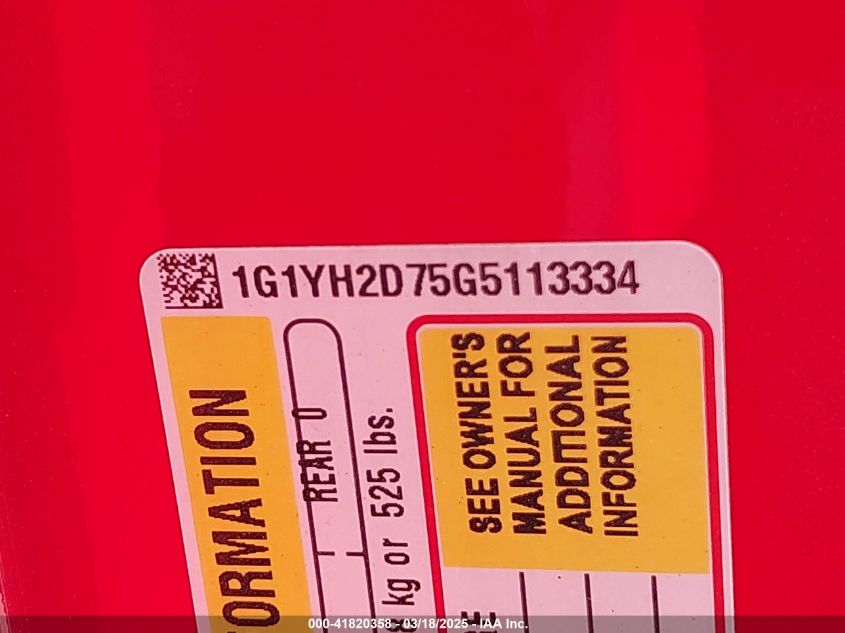 1G1YH2D75G5113334
FORMATION
REAR 0
8 kg or 525 lbs.
SEE OWNER'S
MANUAL FOR
ADDITIONAL
INFORMATION
000-41820358 - 03/18/2025 - IAA Inc.